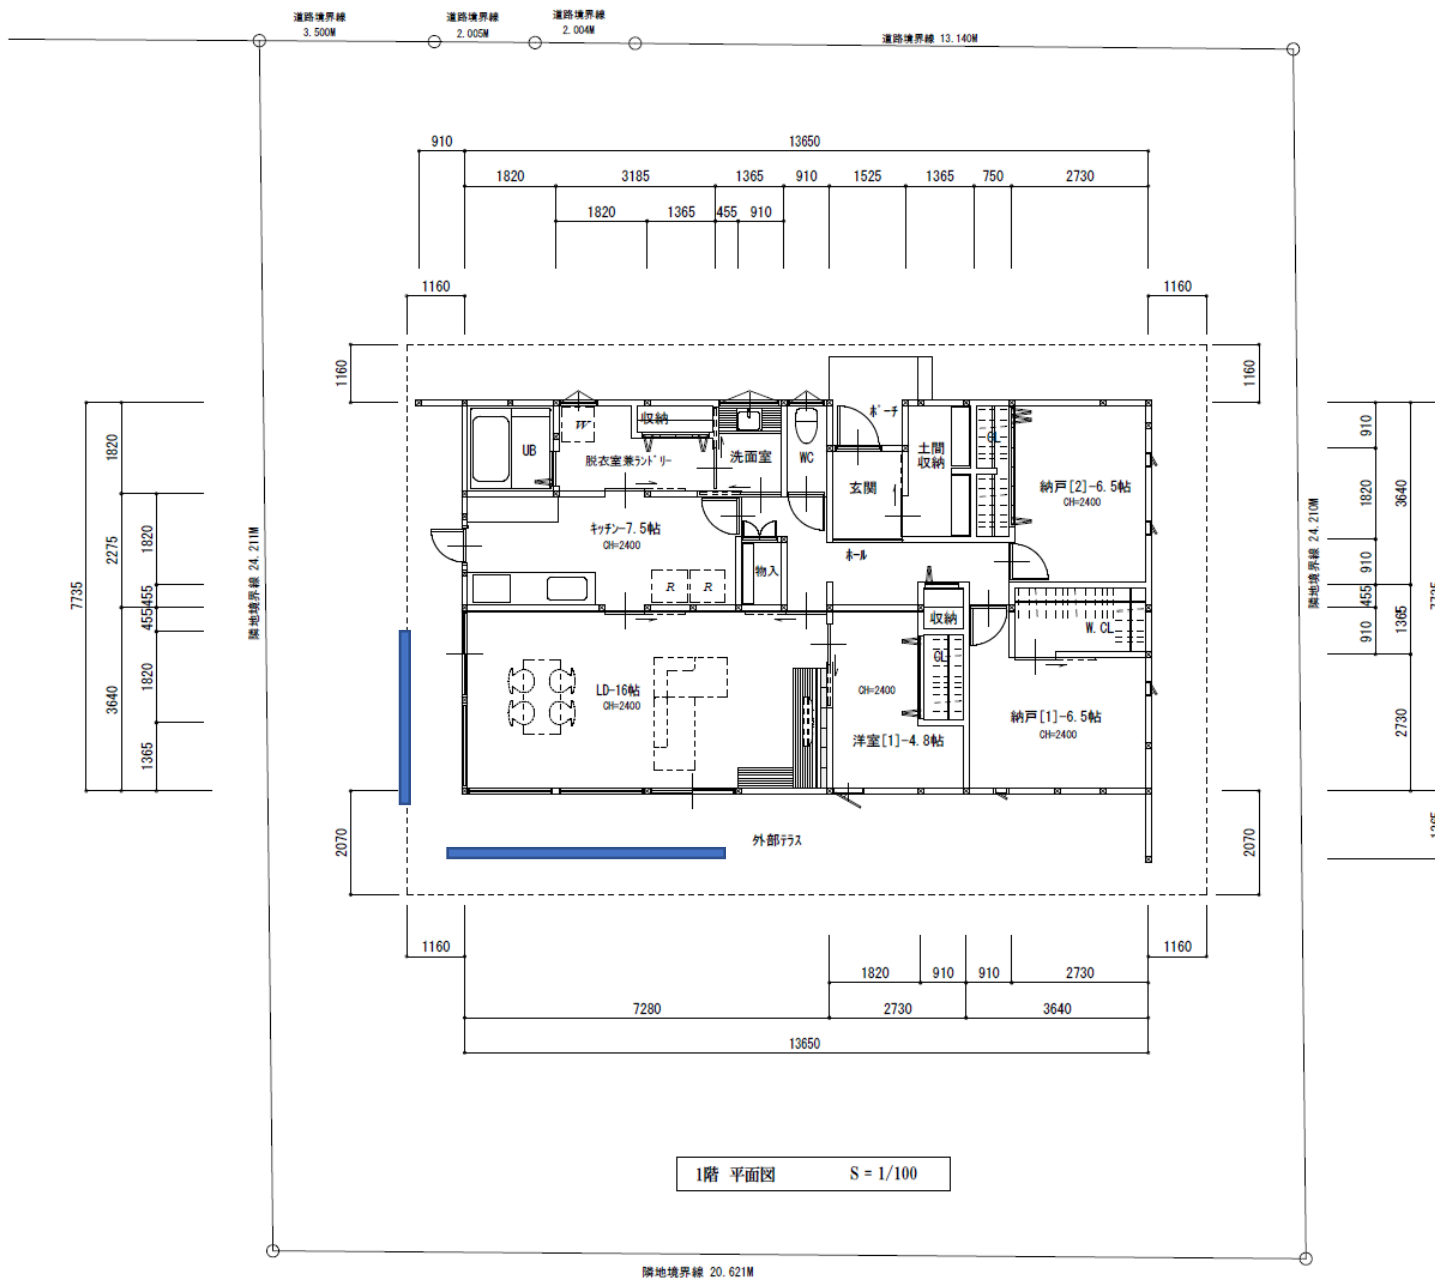 道路境界線
3.500M
道路境界線
2.005M
道路境界線
2.004M
道路境界線 13.140M
910
13650
1820
3185
1365
910
1525
1365
750
2730
1820
1365
455
910
1160
1160
1160
1160
収納
W
UB
脱衣室兼ランドリー
洗面室
WC
ポーチ
玄関
土間
収納
CL
納戸[2]-6.5帖
CH=2400
キッチン-7.5帖
CH=2400
R
R
物入
ホール
収納
CL
W.CL
LD-16帖
CH=2400
CH=2400
洋室[1]-4.8帖
納戸[1]-6.5帖
CH=2400
外部テラス
7735
1820
2275
3640
1820
455
455
1820
1365
隣地境界線 24.211M
910
1820
910
455
910
3640
1365
2730
隣地境界線 24.210M
2070
2070
1160
1160
1820
910
910
2730
7280
2730
3640
13650
1階 平面図 S = 1/100
隣地境界線 20.621M